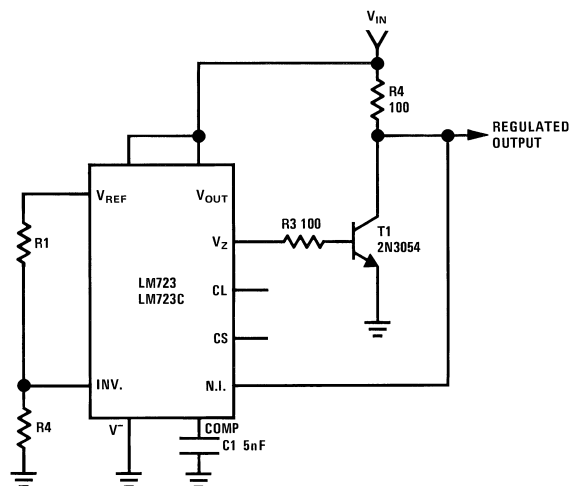 VIN
R4
100
REGULATED
OUTPUT
VREF
VOUT
R1
R3 100
T1
2N3054
VZ
LM723
LM723C
CL
CS
INV.
N.I.
R4
V-
COMP
C1 5nF